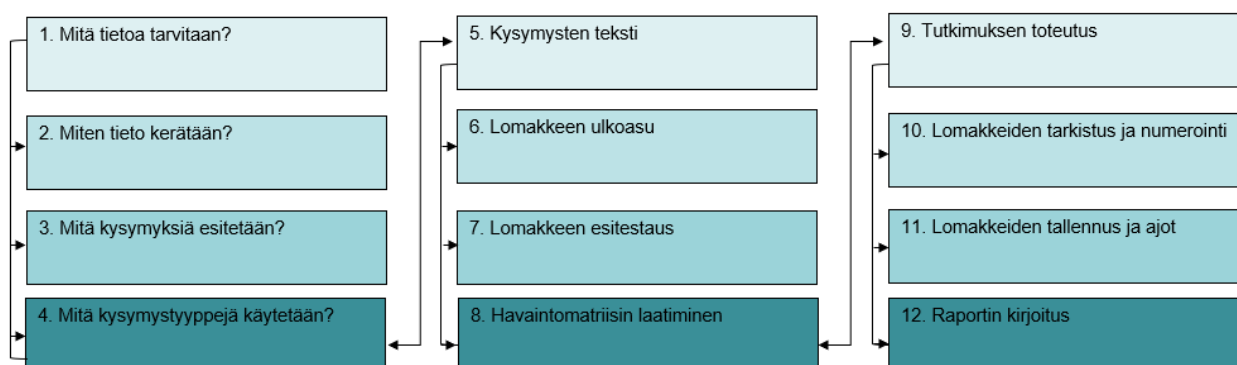 1. Mitä tietoa tarvitaan?
2. Miten tieto kerätään?
3. Mitä kysymyksiä esitetään?
4. Mitä kysymystyyppejä käytetään?
5. Kysymysten teksti
6. Lomakkeen ulkoasu
7. Lomakkeen esitestaus
8. Havaintomatriisin laatiminen
9. Tutkimuksen toteutus
10. Lomakkeiden tarkistus ja numerointi
11. Lomakkeiden tallennus ja ajot
12. Raportin kirjoitus